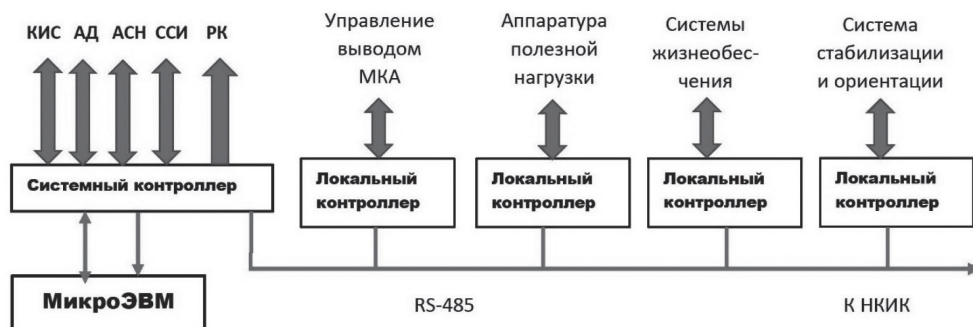 КИС АД АСН ССИ РК
Управление
выводом
МКА
Аппаратура
полезной
нагрузки
Системы
жизнеобес-
чения
Система
стабилизации
и ориентации
Системный контроллер
Локальный
контроллер
Локальный
контроллер
Локальный
контроллер
Локальный
контроллер
МикроЭВМ
RS-485
К НКИК